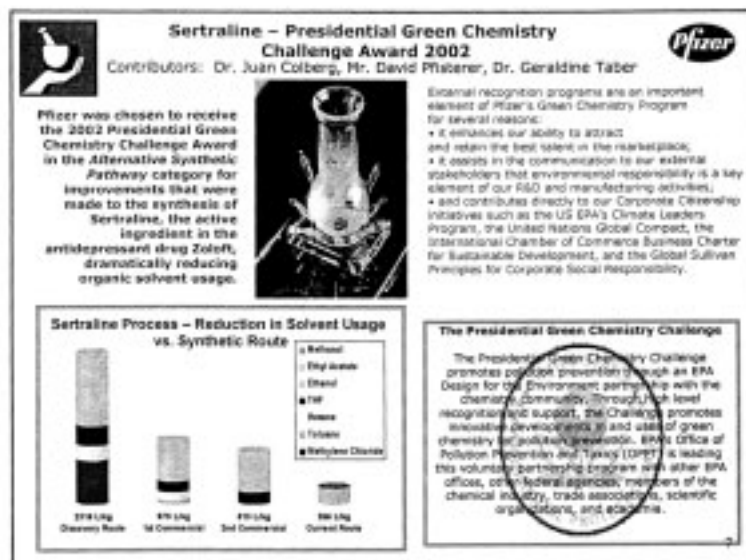 Sertraline – Presidential Green Chemistry
Challenge Award 2002
Contributors: Dr. Juan Colberg, Mr. David Pfisterer, Dr. Geraldine Taber
Pfizer
Pfizer was chosen to receive
the 2002 Presidential Green
Chemistry Challenge Award
in the Alternative Synthetic
Pathway category for
improvements that were
made to the synthesis of
Sertraline, the active
ingredient in the
antidepressant drug Zoloft,
dramatically reducing
organic solvent usage.
External recognition programs are an important
element of Pfizer's Green Chemistry Program
for several reasons:
• it enhances our ability to attract
and retain the best talent in the marketplace;
• it assists in the communication to our external
stakeholders that environmental responsibility is a key
element of our R&D and manufacturing activities;
• and contributes directly to our Corporate Citizenship
initiatives such as the US EPA's Climate Leaders
Program, the United Nations Global Compact, the
International Chamber of Commerce Business Charter
for Sustainable Development, and the Global Sullivan
Principles for Corporate Social Responsibility.
Sertraline Process – Reduction in Solvent Usage
vs. Synthetic Route
Methanol
Ethyl Acetate
Ethanol
THF
Hexane
Toluene
Methylene Chloride
L/kg
L/kg
L/kg
L/kg
Discovery Route
1st Commercial
2nd Commercial
Current Route
The Presidential Green Chemistry Challenge
The Presidential Green Chemistry Challenge
promotes pollution prevention through an EPA
Design for the Environment partnership with the
chemistry community. Through high level
recognition and support, the Challenge promotes
innovative developments in and uses of green
chemistry for pollution prevention. EPA's Office of
Pollution Prevention and Toxics (OPPT) is leading
this voluntary partnership program with other EPA
offices, other federal agencies, members of the
chemical industry, trade associations, scientific
organizations, and academia.
7